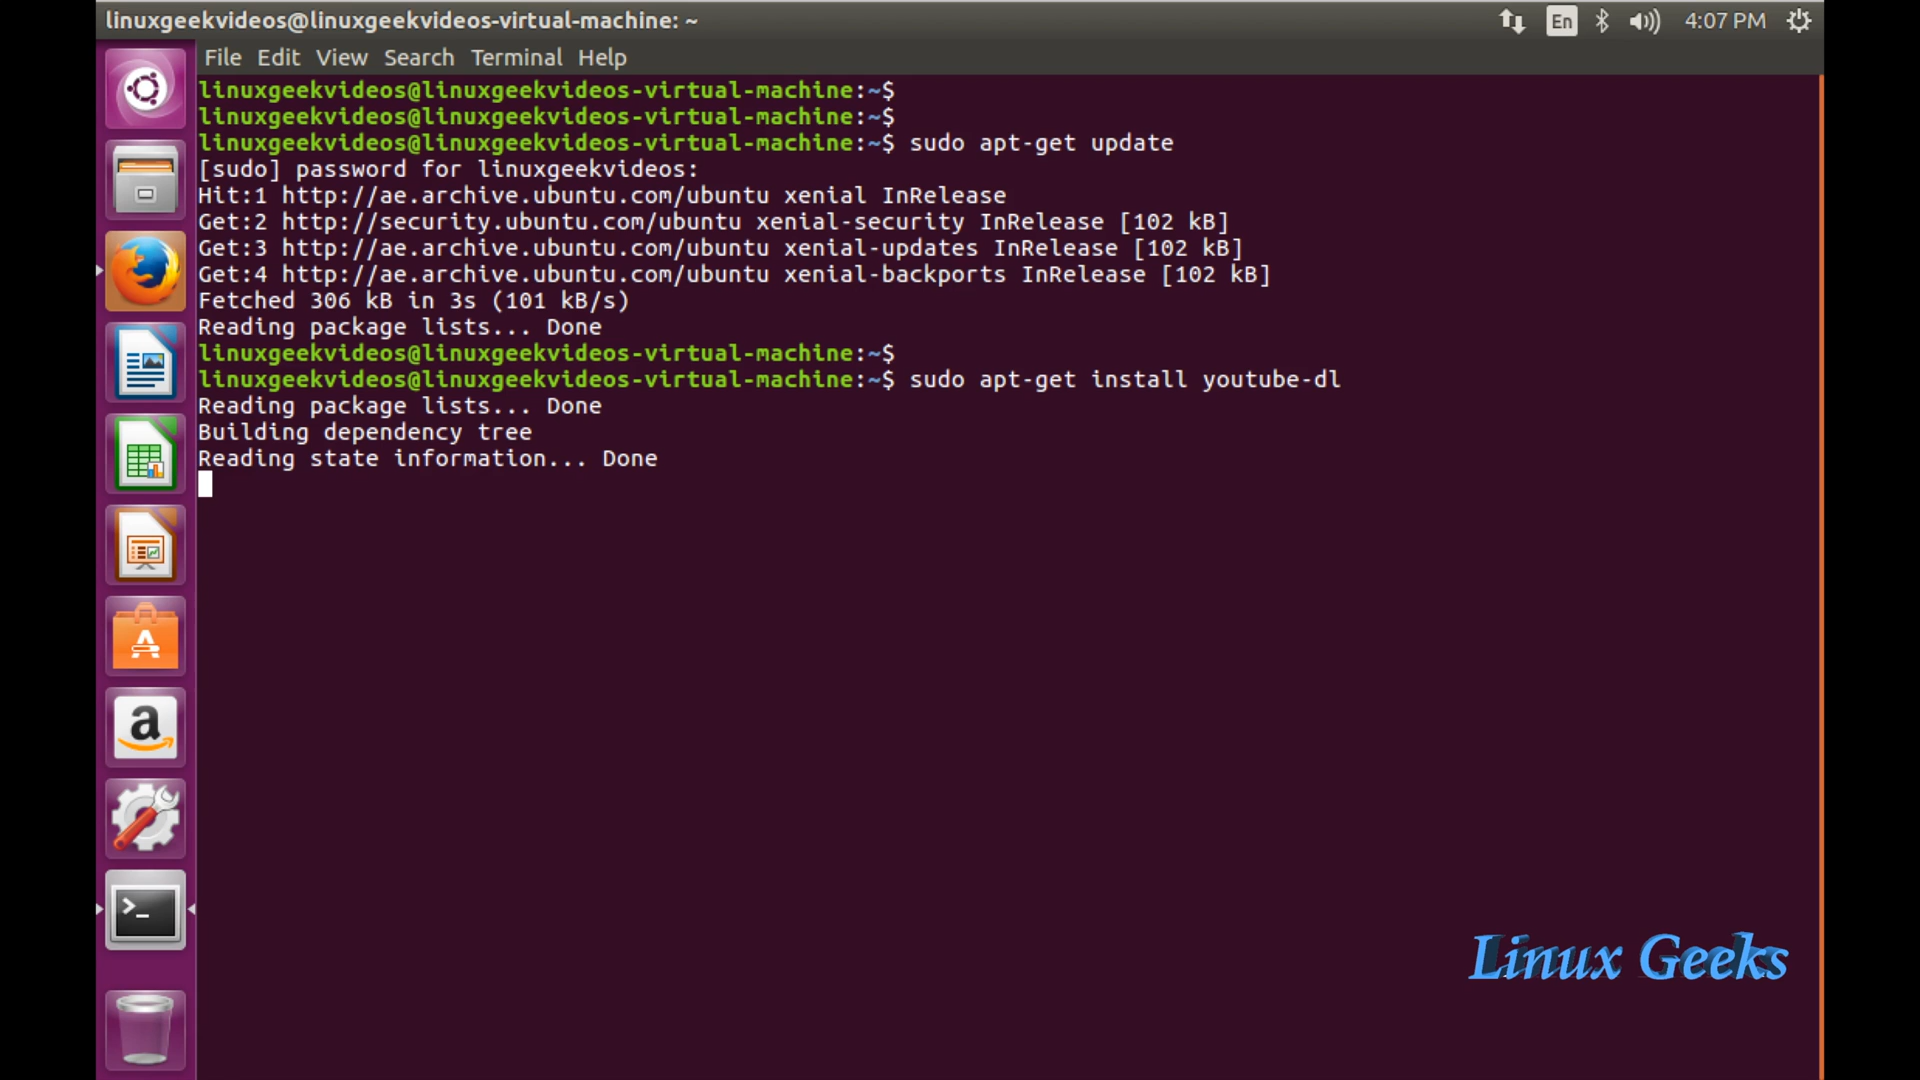 linuxgeekvideos@linuxgeekvideos-virtual-machine: ~
En
4:07 PM
File Edit View Search Terminal Help
linuxgeekvideos@linuxgeekvideos-virtual-machine:~$
linuxgeekvideos@linuxgeekvideos-virtual-machine:~$
linuxgeekvideos@linuxgeekvideos-virtual-machine:~$ sudo apt-get update
[sudo] password for linuxgeekvideos:
Hit:1 http://ae.archive.ubuntu.com/ubuntu xenial InRelease
Get:2 http://security.ubuntu.com/ubuntu xenial-security InRelease [102 kB]
Get:3 http://ae.archive.ubuntu.com/ubuntu xenial-updates InRelease [102 kB]
Get:4 http://ae.archive.ubuntu.com/ubuntu xenial-backports InRelease [102 kB]
Fetched 306 kB in 3s (101 kB/s)
Reading package lists... Done
linuxgeekvideos@linuxgeekvideos-virtual-machine:~$
linuxgeekvideos@linuxgeekvideos-virtual-machine:~$ sudo apt-get install youtube-dl
Reading package lists... Done
Building dependency tree
Reading state information... Done
Linux Geeks